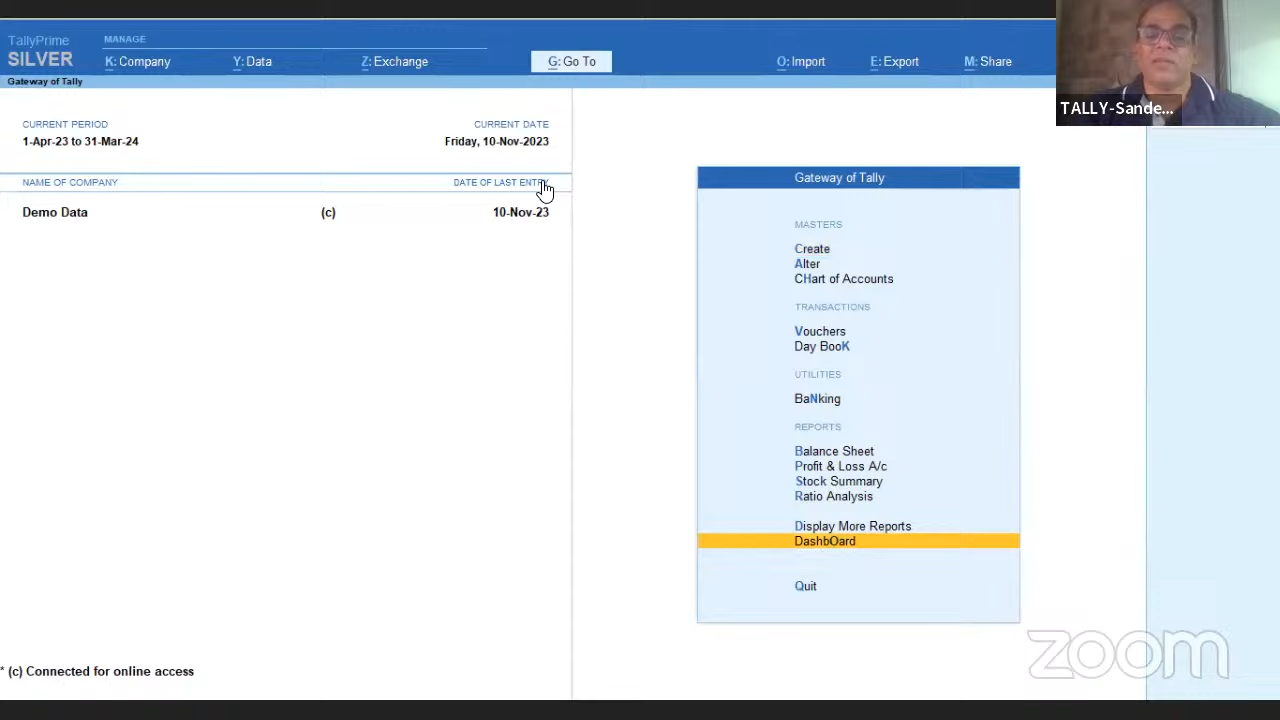 TallyPrime
SILVER
MANAGE
K: Company
Y: Data
Z: Exchange
G: Go To
O: Import
E: Export
M: Share
TALLY-Sande...
Gateway of Tally
CURRENT PERIOD
CURRENT DATE
1-Apr-23 to 31-Mar-24
Friday, 10-Nov-2023
NAME OF COMPANY
DATE OF LAST ENTRY
Demo Data
(c)
10-Nov-23
Gateway of Tally
MASTERS
Create
Alter
CHart of Accounts
TRANSACTIONS
Vouchers
Day BooK
UTILITIES
BaNking
REPORTS
Balance Sheet
Profit & Loss A/c
Stock Summary
Ratio Analysis
Display More Reports
DashbOard
Quit
* (c) Connected for online access
zoom